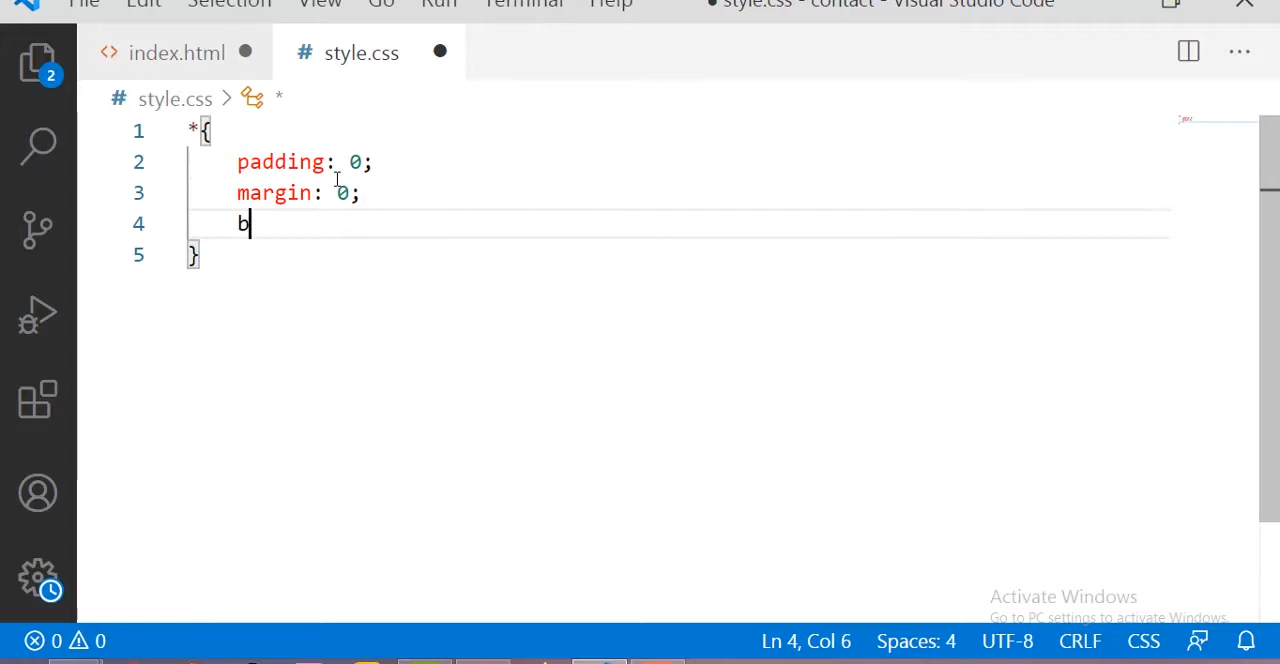 File Edit Selection View Go Run Terminal Help ● style.css - contact - Visual Studio Code
<> index.html ● # style.css ●
2
# style.css > *
1 *{
2 padding: 0;
3 margin: 0;
4 b
5 }
Activate Windows
Go to PC settings to activate Windows.
0 0 Ln 4, Col 6 Spaces: 4 UTF-8 CRLF CSS